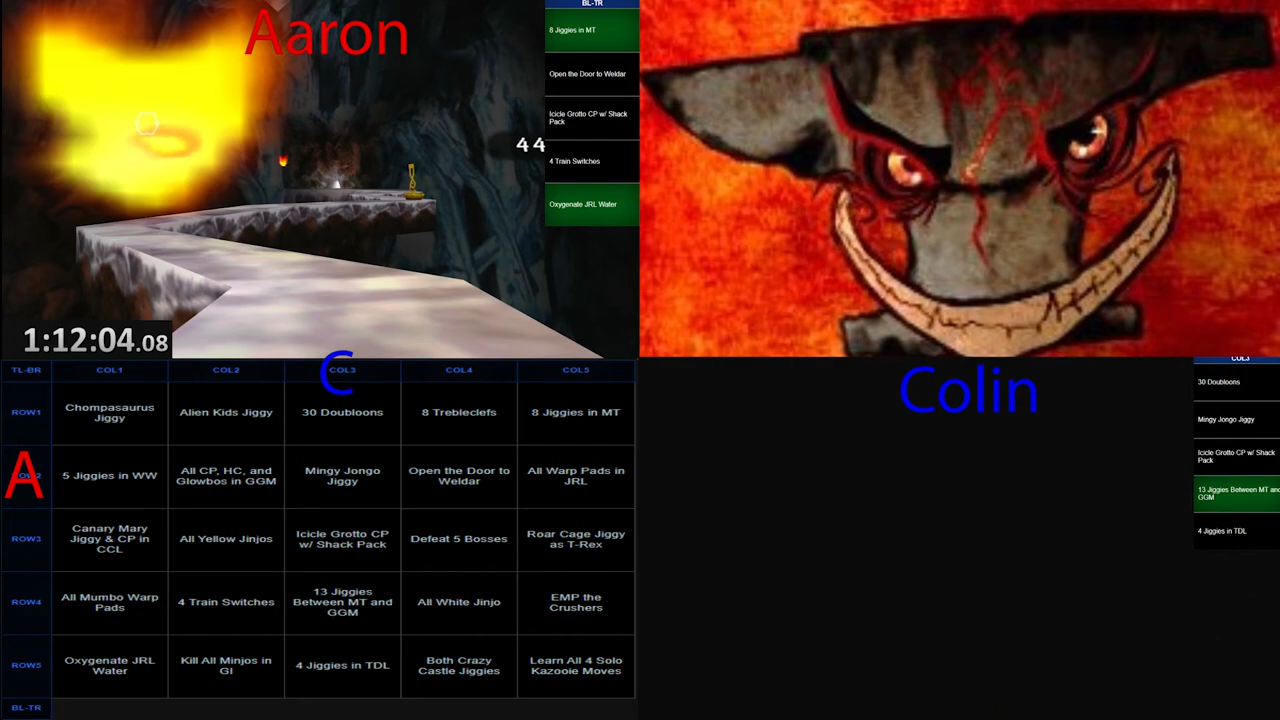 Aaron
44
1:12:04.08
BL-TR
8 Jiggies in MT
Open the Door to Weldar
Icicle Grotto CP w/ Shack
Pack
4 Train Switches
Oxygenate JRL Water
C
A
TL-BR COL1 COL2 COL3 COL4 COL5
ROW1
Chompasaurus
Jiggy
Alien Kids Jiggy
30 Doubloons
8 Trebleclefs
8 Jiggies in MT
5 Jiggies in WW
All CP, HC, and
Glowbos in GGM
Mingy Jongo
Jiggy
Open the Door to
Weldar
All Warp Pads in
JRL
ROW3
Canary Mary
Jiggy & CP in
CCL
All Yellow Jinjos
Icicle Grotto CP
w/ Shack Pack
Defeat 5 Bosses
Roar Cage Jiggy
as T-Rex
ROW4
All Mumbo Warp
Pads
4 Train Switches
13 Jiggies
Between MT and
GGM
All White Jinjo
EMP the
Crushers
ROW5
Oxygenate JRL
Water
Kill All Minjos in
GI
4 Jiggies in TDL
Both Crazy
Castle Jiggies
Learn All 4 Solo
Kazooie Moves
BL-TR
Colin
COL3
30 Doubloons
Mingy Jongo Jiggy
Icicle Grotto CP w/ Shack
Pack
13 Jiggies Between MT and
GGM
4 Jiggies in TDL